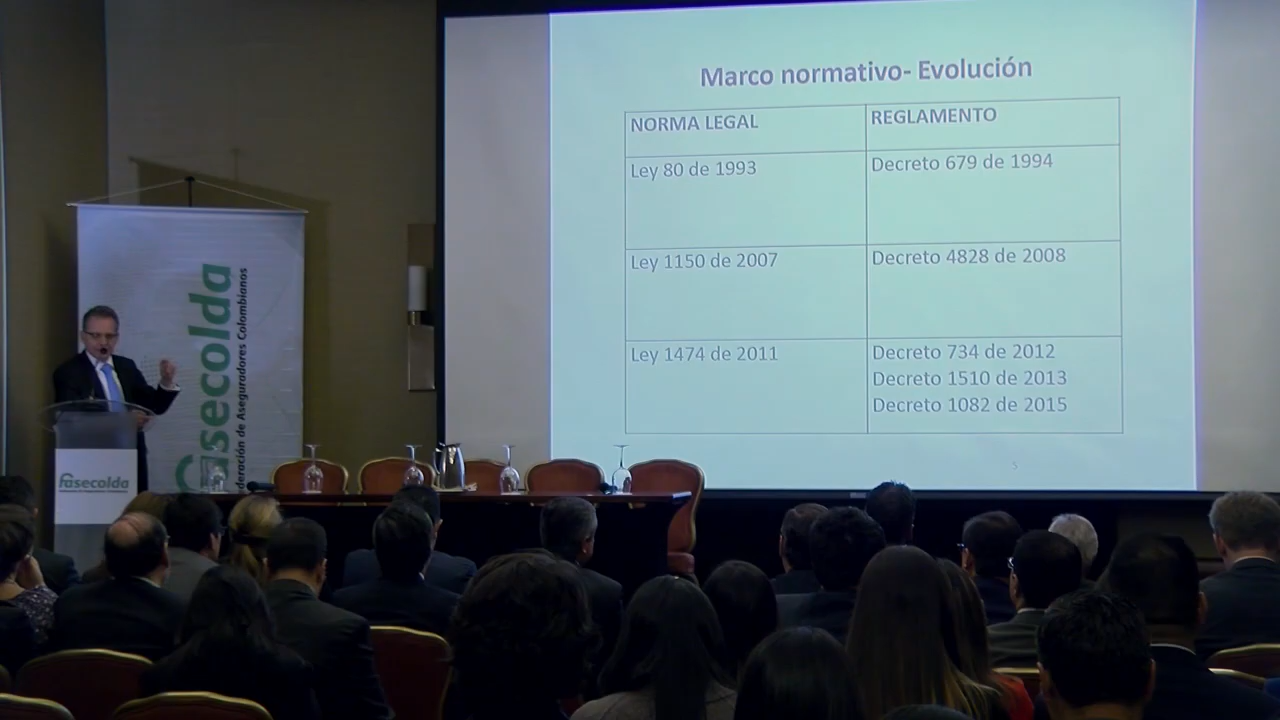 Marco normativo- Evolución
NORMA LEGAL
REGLAMENTO
Ley 80 de 1993
Decreto 679 de 1994
Ley 1150 de 2007
Decreto 4828 de 2008
Ley 1474 de 2011
Decreto 734 de 2012
Decreto 1510 de 2013
Decreto 1082 de 2015
5
fasecolda
deración de Aseguradores Colombianos
fasecolda